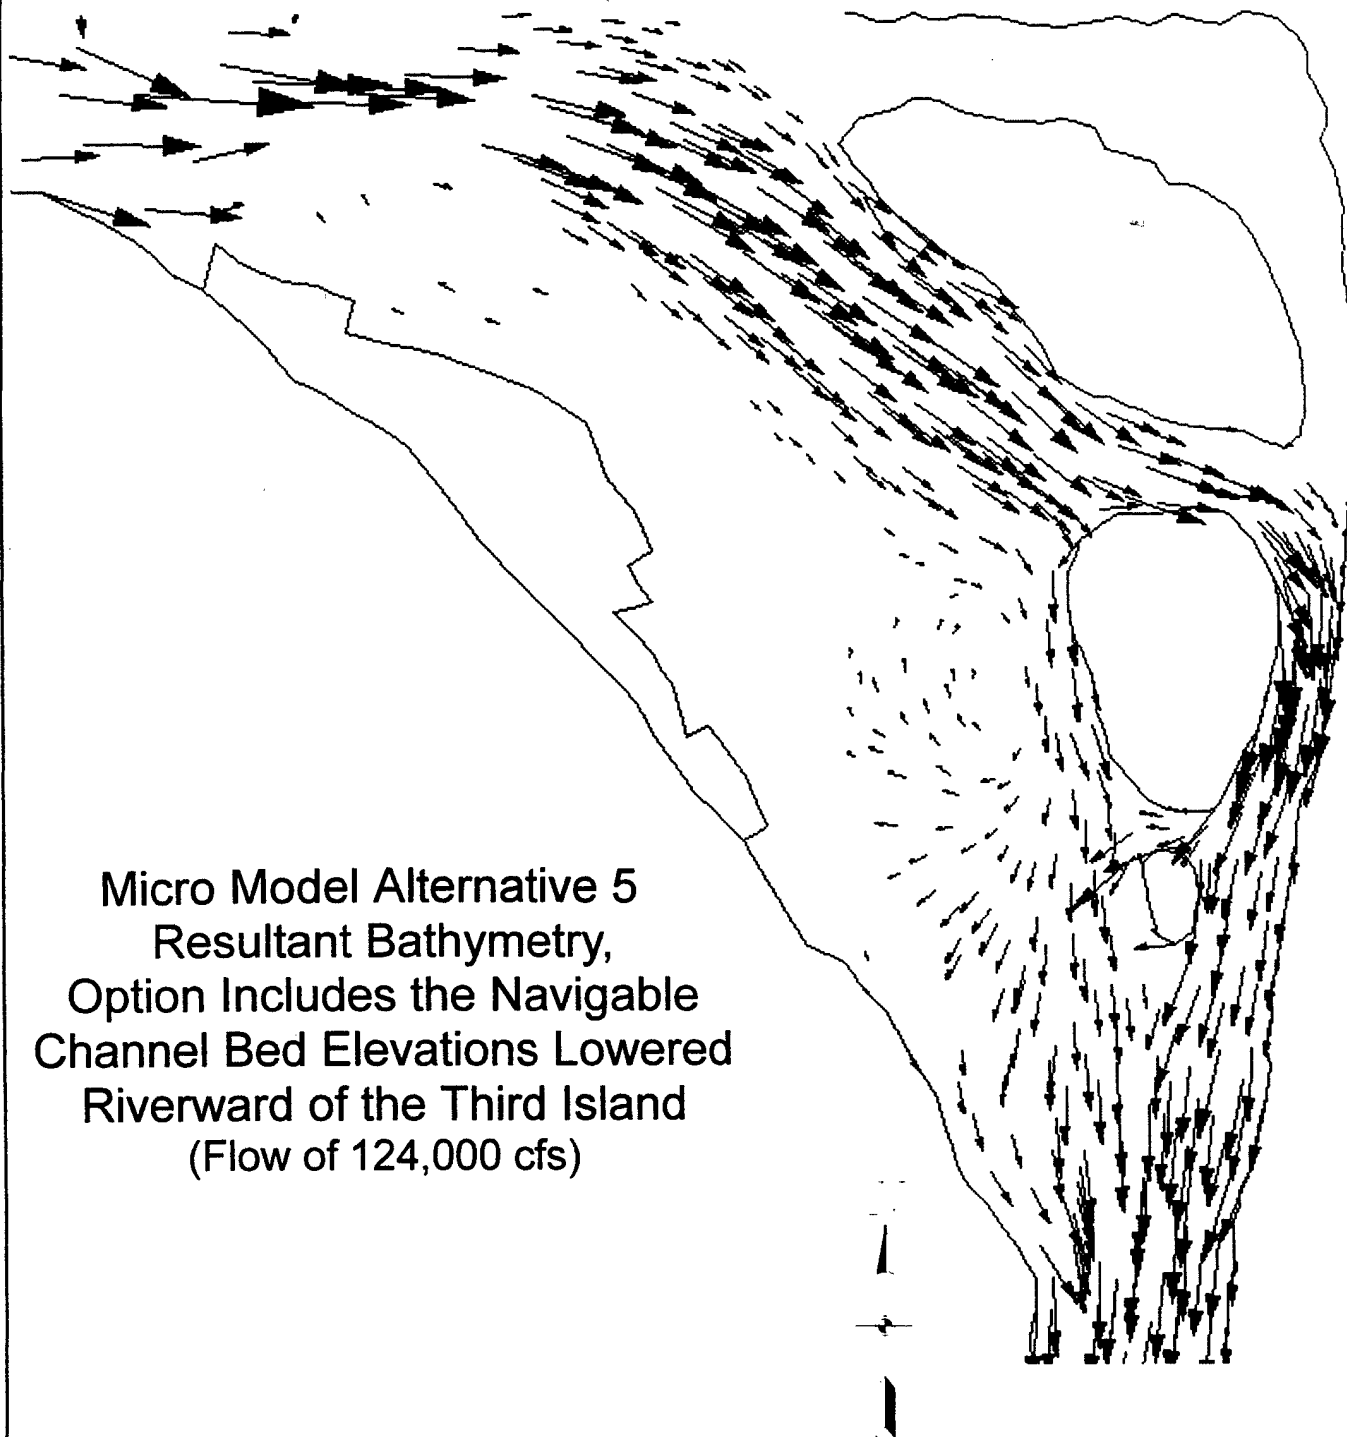 Micro Model Alternative 5
Resultant Bathymetry,
Option Includes the Navigable
Channel Bed Elevations Lowered
Riverward of the Third Island
(Flow of 124,000 cfs)